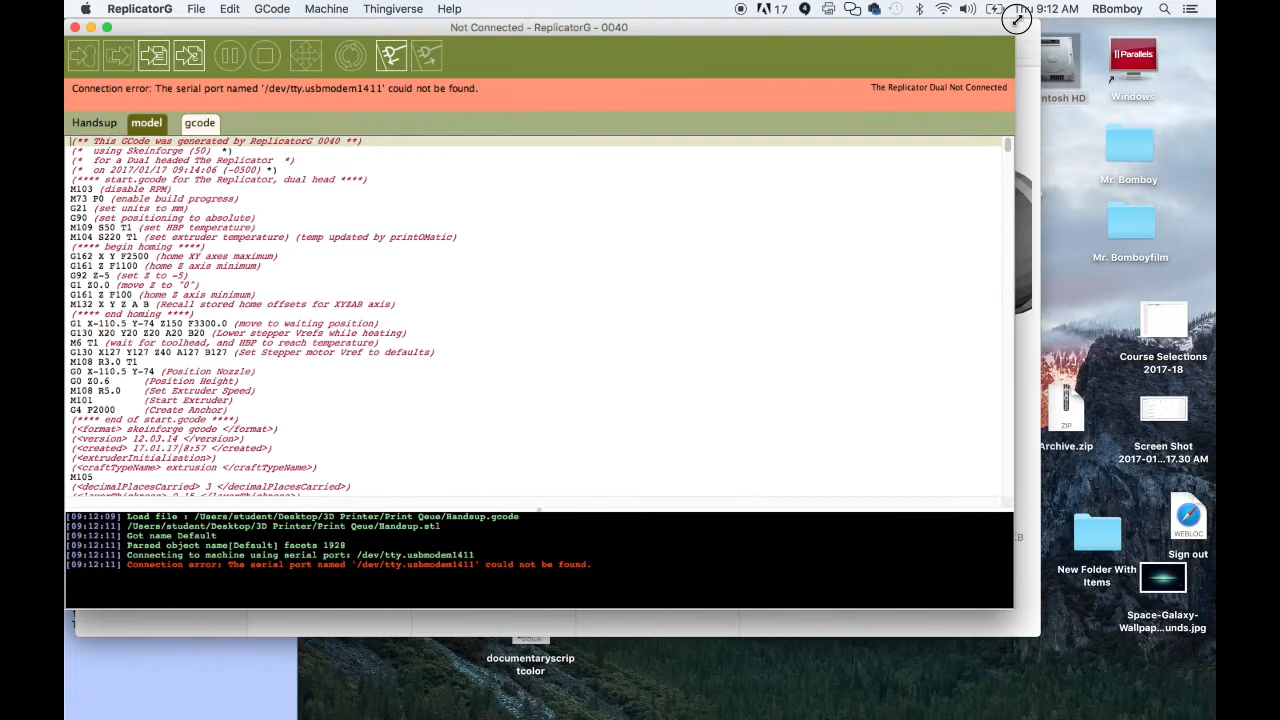 ReplicatorG File Edit GCode Machine Thingiverse Help 17 4 Thu 9:12 AM RBomboy
Not Connected - ReplicatorG - 0040
Connection error: The serial port named '/dev/tty.usbmodem1411' could not be found.
The Replicator Dual Not Connected
Handsup model gcode
(** This GCode was generated by ReplicatorG 0040 **)
(* using Skeinforge (50) *)
(* for a Dual headed The Replicator *)
(* on 2017/01/17 09:14:06 (-0500) *)
(**** start.gcode for The Replicator, dual head ****)
M103 (disable RPM)
M73 P0 (enable build progress)
G21 (set units to mm)
G90 (set positioning to absolute)
M109 S50 T1 (set HBP temperature)
M104 S220 T1 (set extruder temperature) (temp updated by printOMatic)
(**** begin homing ****)
G162 X Y F2500 (home XY axes maximum)
G161 Z F1100 (home Z axis minimum)
G92 Z-5 (set Z to -5)
G1 Z0.0 (move Z to "0")
G161 Z F100 (home Z axis minimum)
M132 X Y Z A B (Recall stored home offsets for XYZAB axis)
(**** end homing ****)
G1 X-110.5 Y-74 Z150 F3300.0 (move to waiting position)
G130 X20 Y20 Z20 A20 B20 (Lower stepper Vrefs while heating)
M6 T1 (wait for toolhead, and HBP to reach temperature)
G130 X127 Y127 Z40 A127 B127 (Set Stepper motor Vref to defaults)
M108 R3.0 T1
G0 X-110.5 Y-74 (Position Nozzle)
G0 Z0.6 (Position Height)
M108 R5.0 (Set Extruder Speed)
M101 (Start Extruder)
G4 P2000 (Create Anchor)
(**** end of start.gcode ****)
(<format> skeinforge gcode </format>)
(<version> 12.03.14 </version>)
(<created> 17.01.17|8:57 </created>)
(<extruderInitialization>)
(<craftTypeName> extrusion </craftTypeName>)
M105
(<decimalPlacesCarried> 3 </decimalPlacesCarried>)
(<layerThickness> 0.15 </layerThickness>)
[09:12:09] Load file : /Users/student/Desktop/3D Printer/Print Qeue/Handsup.gcode
[09:12:11] /Users/student/Desktop/3D Printer/Print Qeue/Handsup.stl
[09:12:11] Got name Default
[09:12:11] Parsed object name[Default] facets 1928
[09:12:11] Connecting to machine using serial port: /dev/tty.usbmodem1411
[09:12:11] Connection error: The serial port named '/dev/tty.usbmodem1411' could not be found.
ntosh HD
Parallels
Windows
Mr. Bomboy
Mr. Bomboyfilm
Course Selections
2017-18
ZIP
Archive.zip
Screen Shot
2017-01...17.30 AM
KB
New Folder With
Items
WEBLOC
Sign out
Space-Galaxy-
Wallpap...unds.jpg
documentaryscrip
tcolor